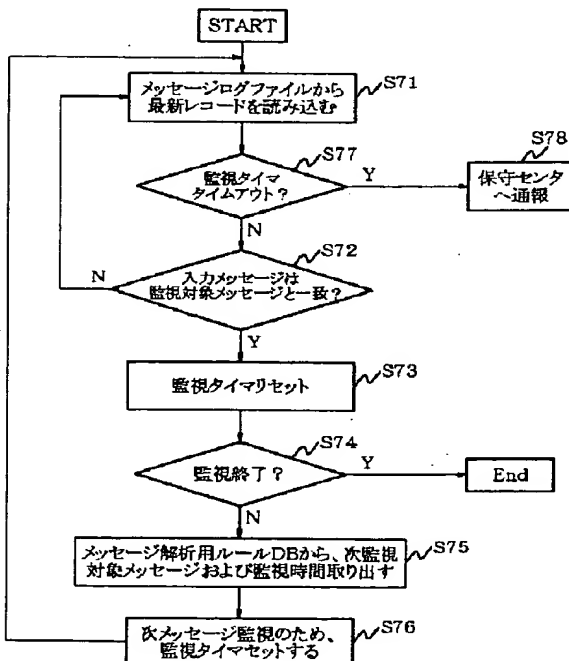 START
メッセージログファイルから
最新レコードを読み込む
S71
監視タイマ
タイムアウト？
S77
Y
S78
保守センタ
へ通報
N
S72
入力メッセージは
監視対象メッセージと一致？
N
Y
監視タイマリセット
S73
S74
監視終了？
Y
End
N
メッセージ解析用ルールDBから、次監視
対象メッセージおよび監視時間取り出す
S75
次メッセージ監視のため、
監視タイマセットする
S76